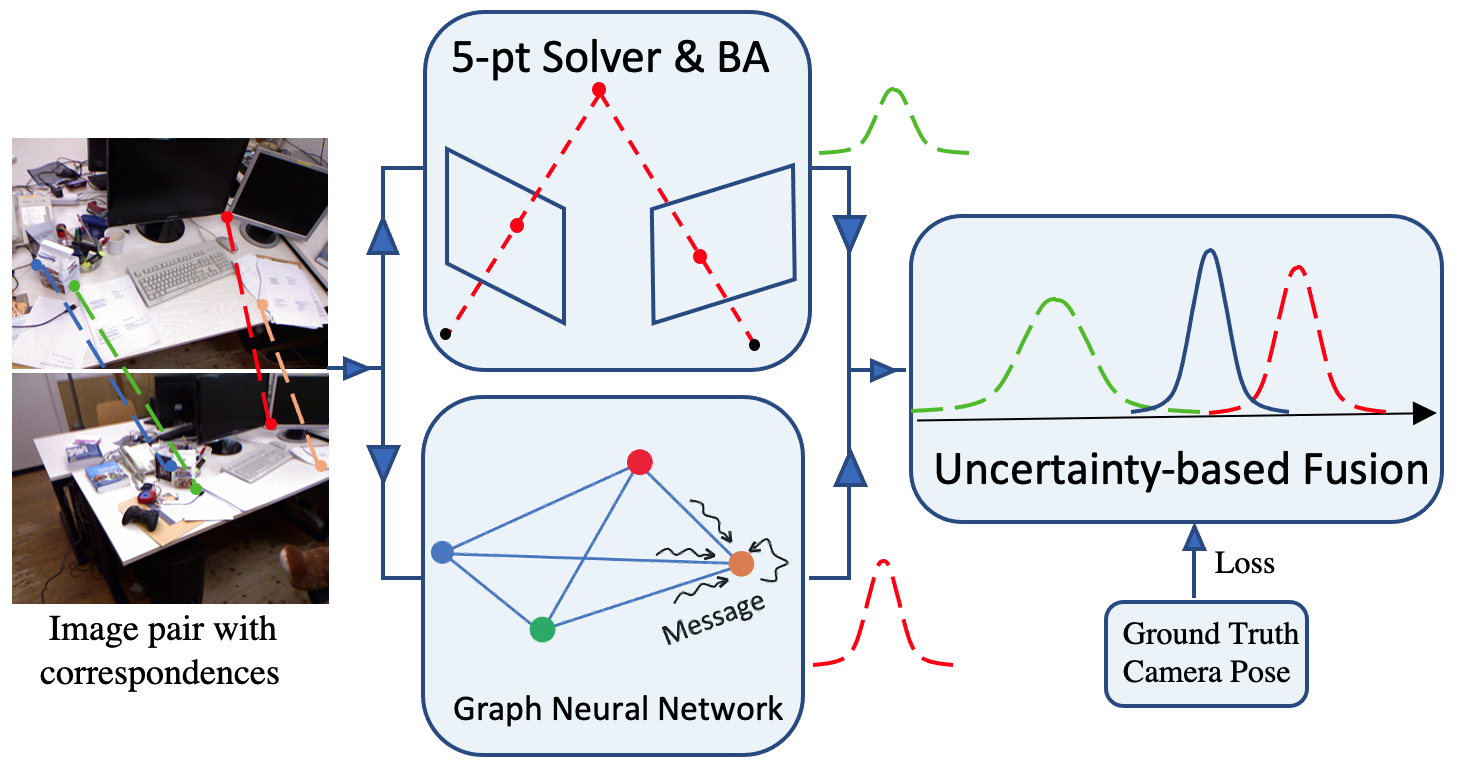 5-pt Solver & BA
Image pair with
correspondences
Message
Graph Neural Network
Uncertainty-based Fusion
Loss
Ground Truth
Camera Pose